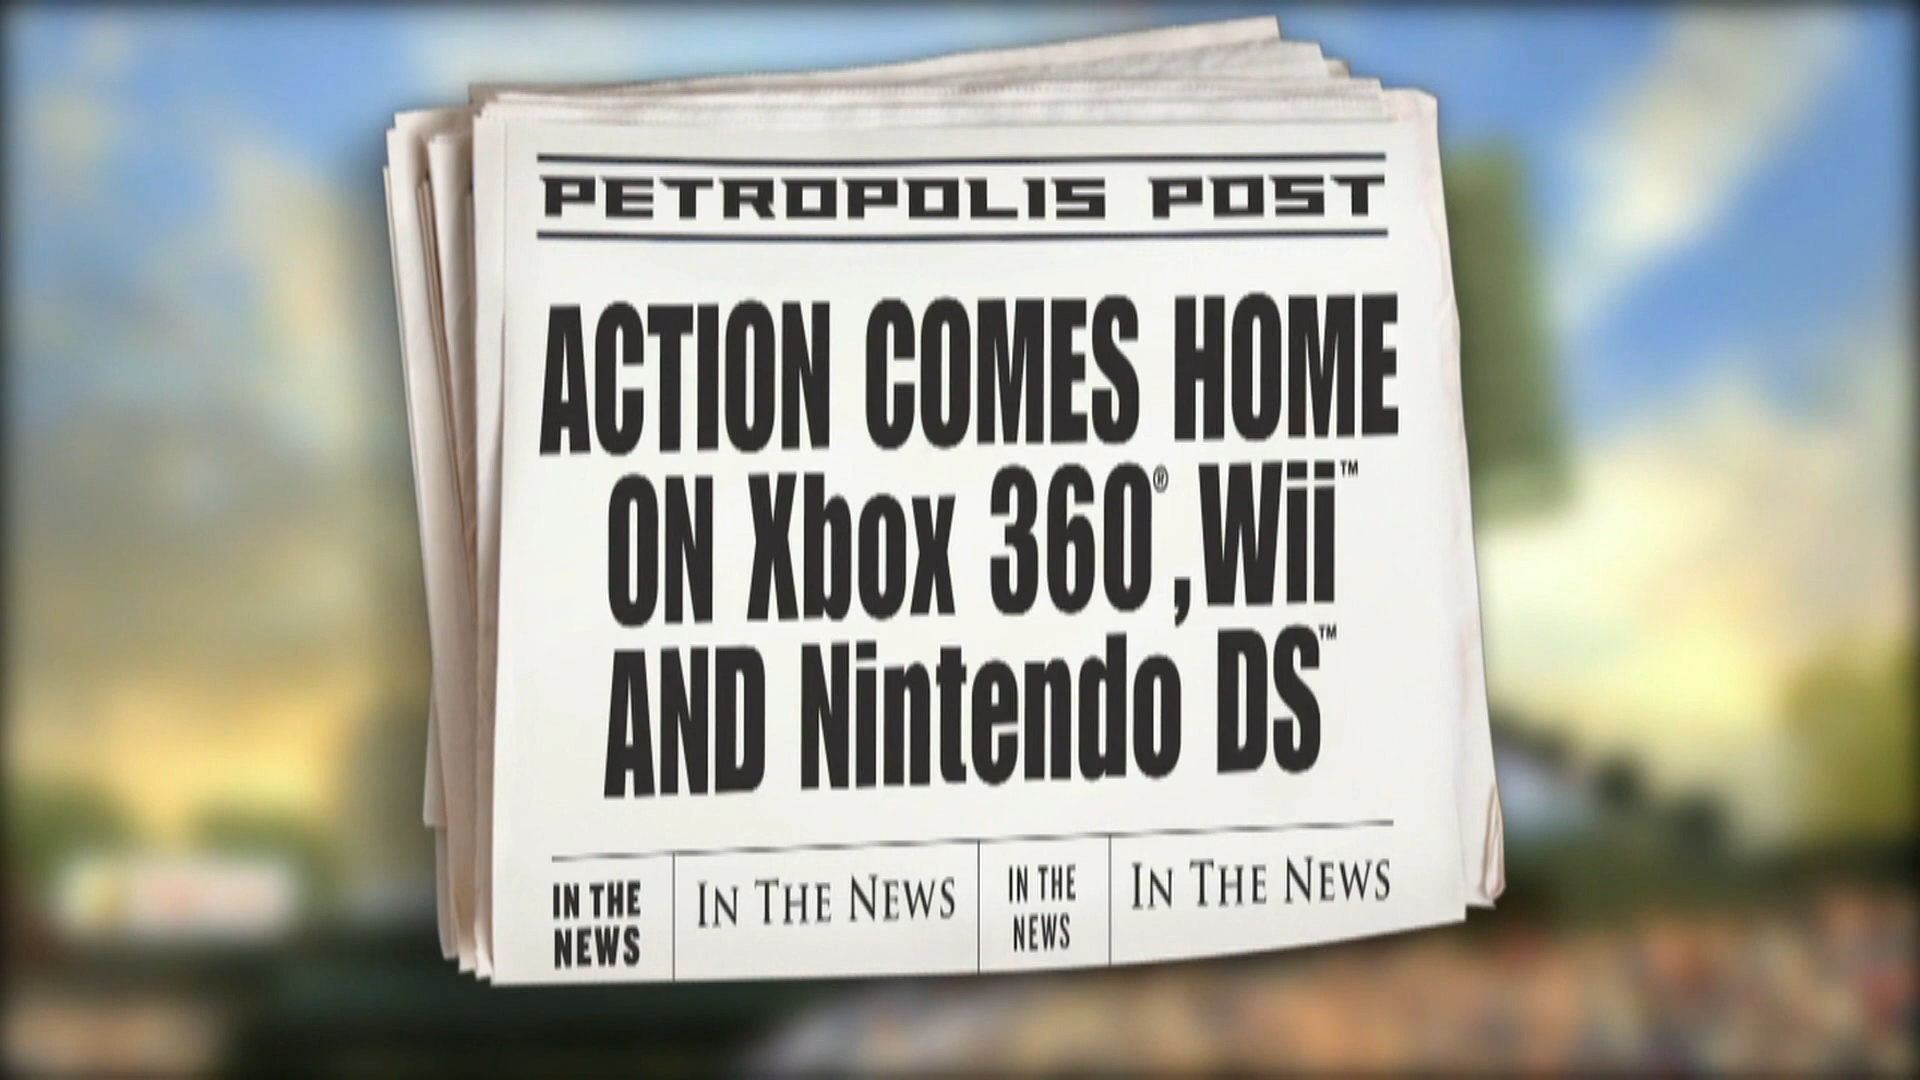 PETROPOLIS POST
ACTION COMES HOME
ON Xbox 360®, Wii™
AND Nintendo DS™
IN THE
NEWS
IN THE NEWS
IN THE
NEWS
IN THE NEWS